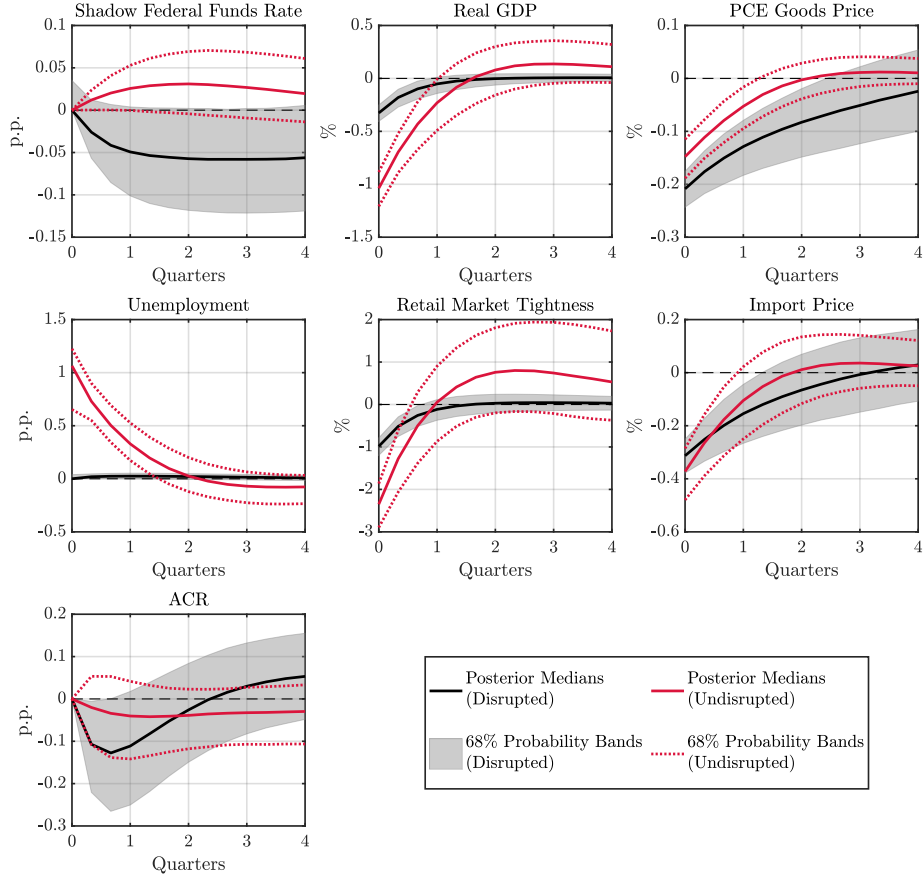 Shadow Federal Funds Rate
p.p.
0.1
0.05
0
-0.05
-0.1
-0.15
0 1 2 3 4
Quarters
Real GDP
%
0.5
0
-0.5
-1
-1.5
0 1 2 3 4
Quarters
PCE Goods Price
%
0.1
0
-0.1
-0.2
-0.3
0 1 2 3 4
Quarters
Unemployment
p.p.
1.5
1
0.5
0
-0.5
0 1 2 3 4
Quarters
Retail Market Tightness
%
2
1
0
-1
-2
-3
0 1 2 3 4
Quarters
Import Price
%
0.2
0
-0.2
-0.4
-0.6
0 1 2 3 4
Quarters
ACR
p.p.
0.2
0.1
0
-0.1
-0.2
-0.3
0 1 2 3 4
Quarters
Posterior Medians
(Disrupted)
Posterior Medians
(Undisrupted)
68% Probability Bands
(Disrupted)
68% Probability Bands
(Undisrupted)